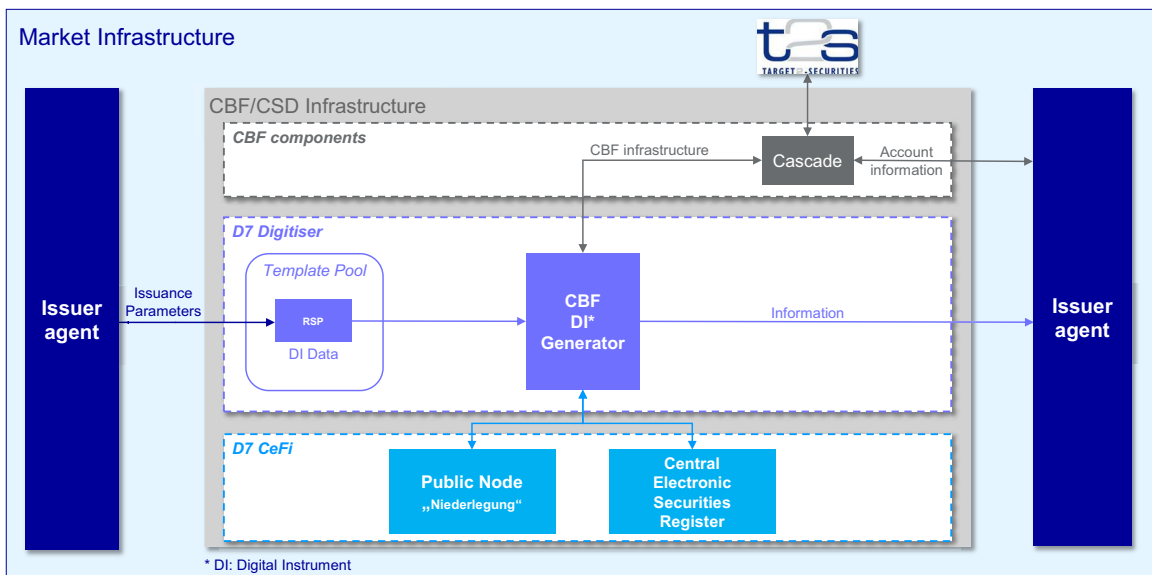 Market Infrastructure
t2s
TARGET2-SECURITIES
CBF/CSD Infrastructure
CBF components
CBF infrastructure
Cascade
Account
information
D7 Digitiser
Template Pool
Issuance
Parameters
Issuer
agent
RSP
DI Data
CBF
DI*
Generator
Information
Issuer
agent
D7 CeFi
Public Node
„Niederlegung“
Central
Electronic
Securities
Register
* DI: Digital Instrument